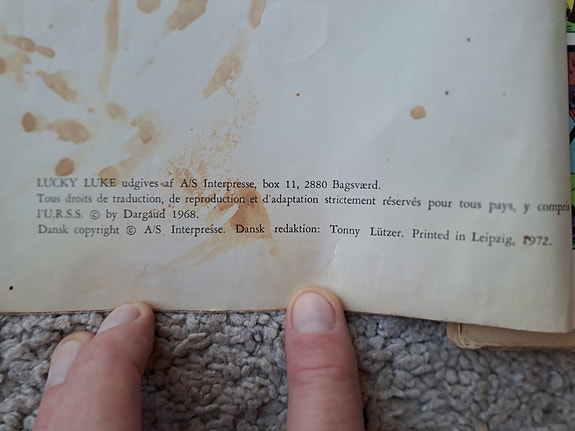 LUCKY LUKE udgives af A/S Interpresse, box 11, 2880 Bagsværd.
Tous droits de traduction, de reproduction et d'adaptation strictement réservés pour tous pays, y compris
l'U.R.S.S. © by Dargaud 1968.
Dansk copyright © A/S Interpresse. Dansk redaktion: Tonny Lützer. Printed in Leipzig, 1972.